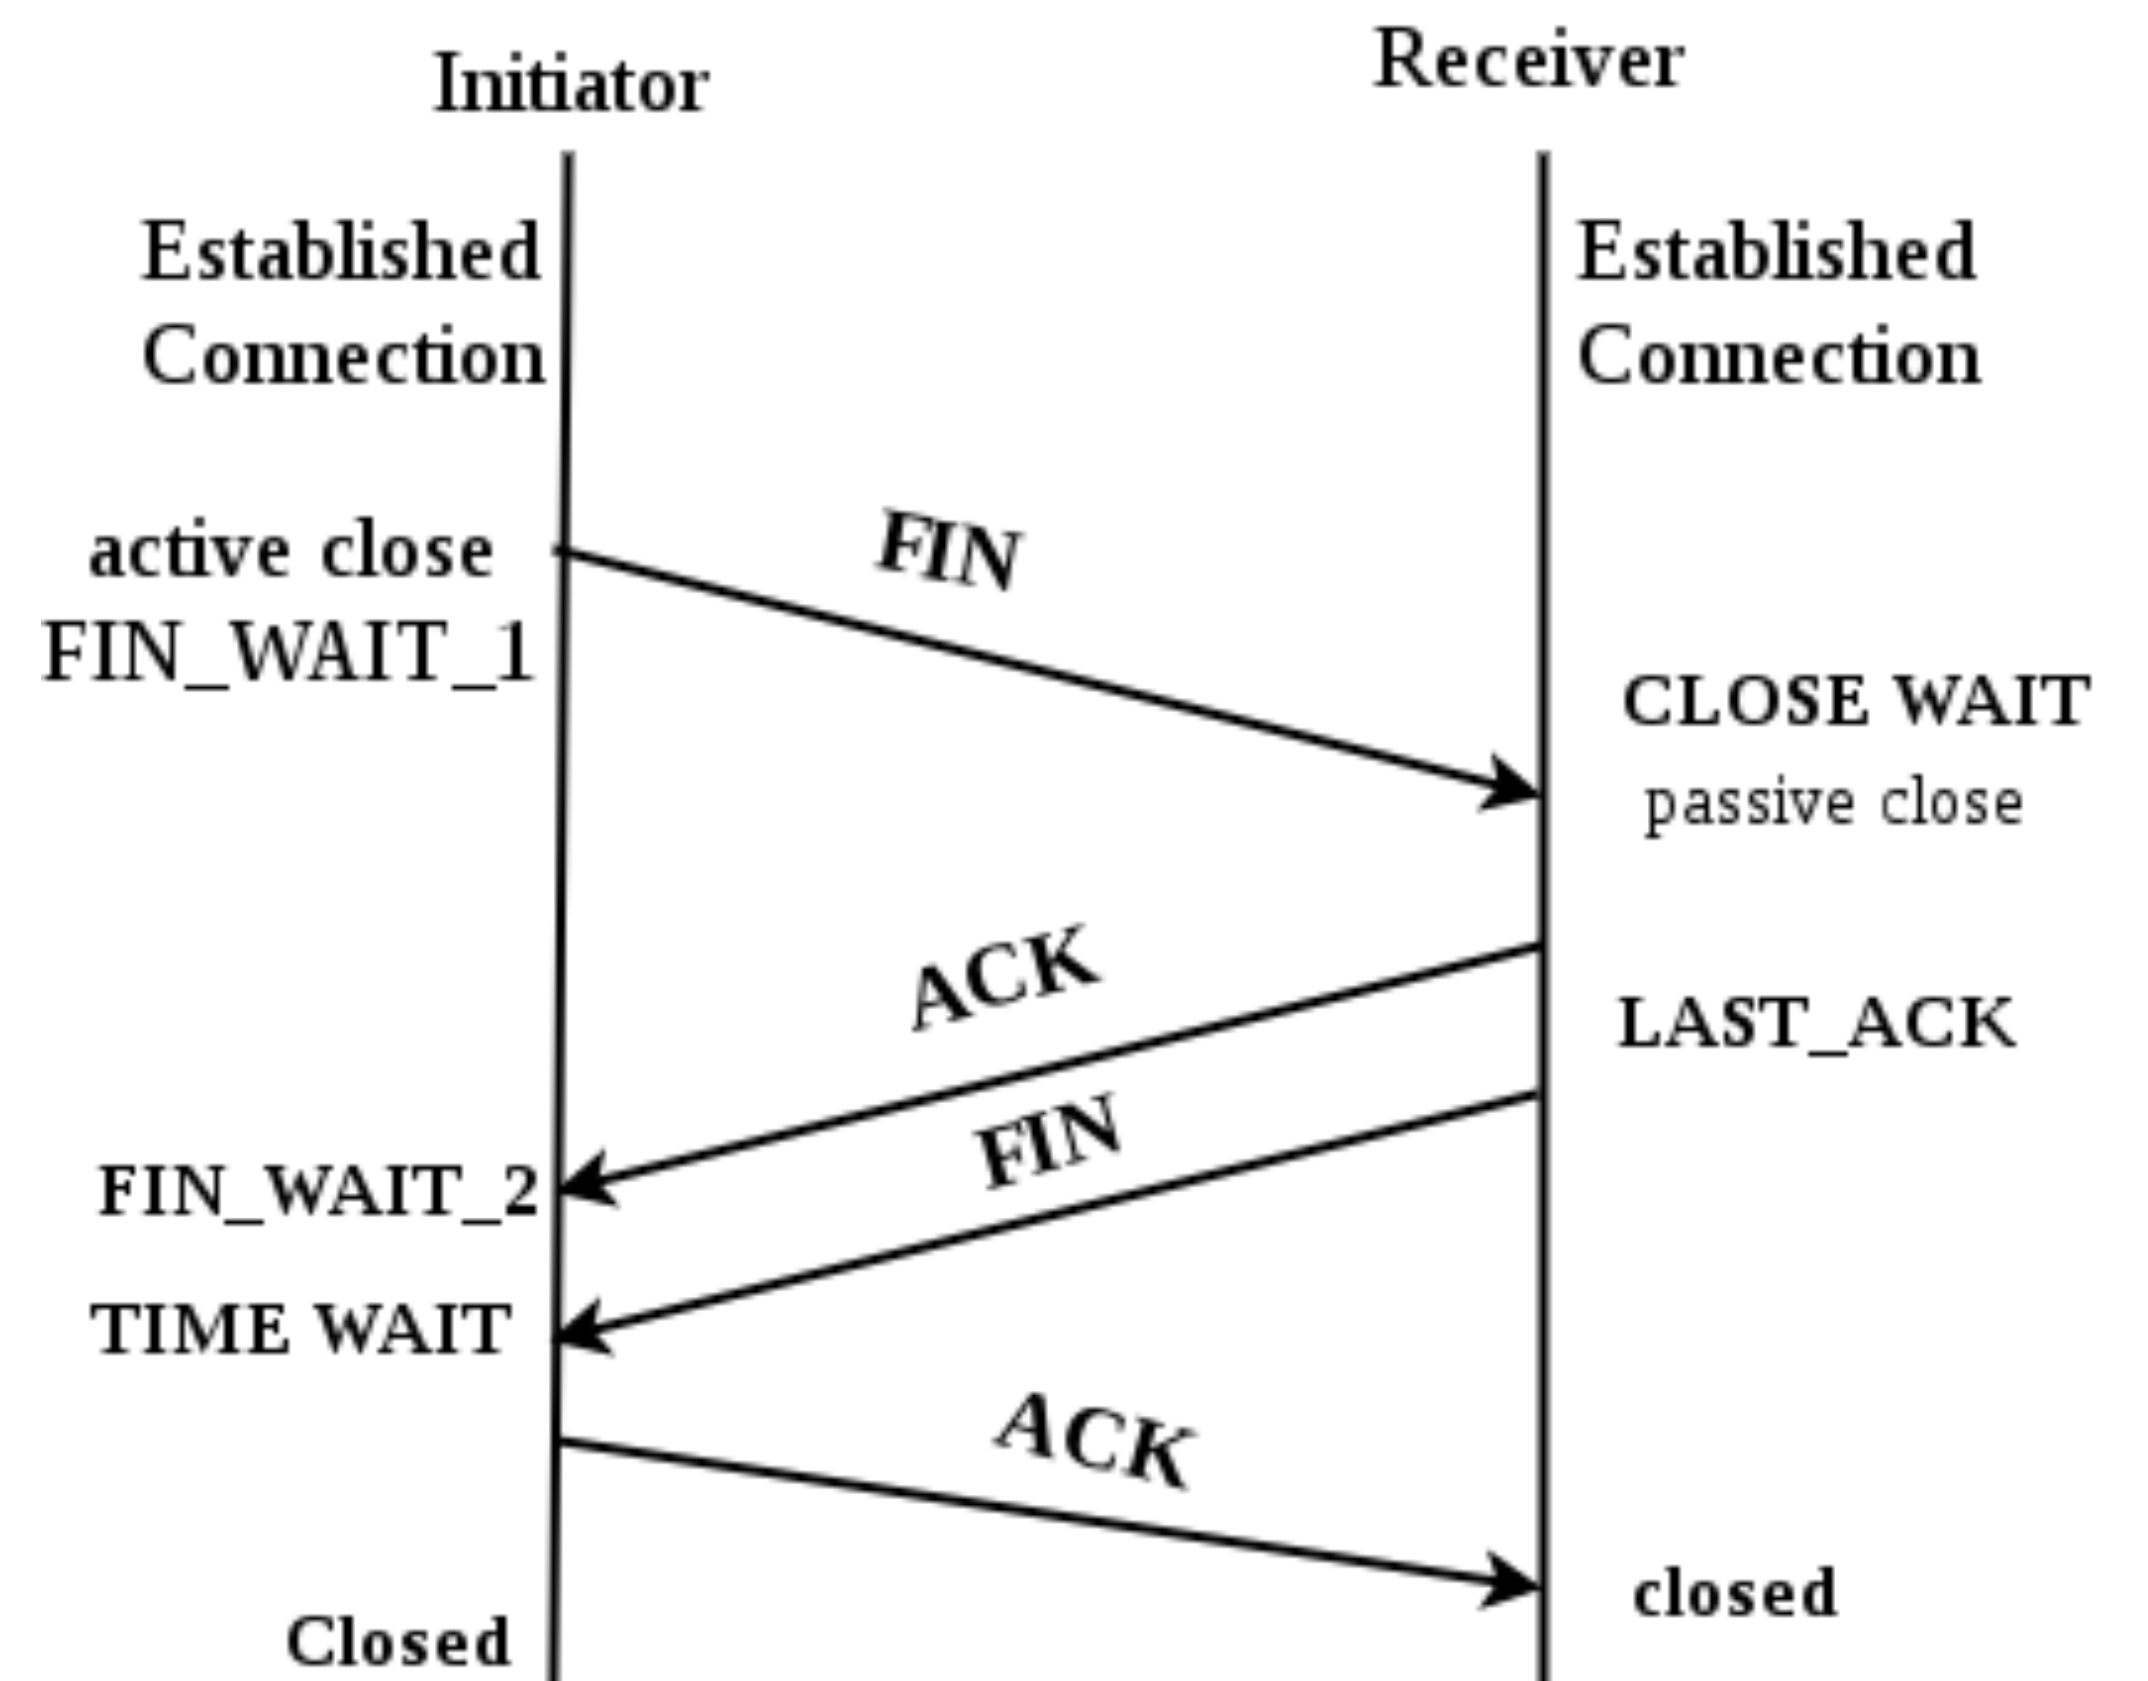 Initiator
Receiver
Established
Connection
Established
Connection
FIN
active close
FIN_WAIT_1
CLOSE WAIT
passive close
ACK
LAST_ACK
FIN
FIN_WAIT_2
TIME WAIT
ACK
closed
Closed